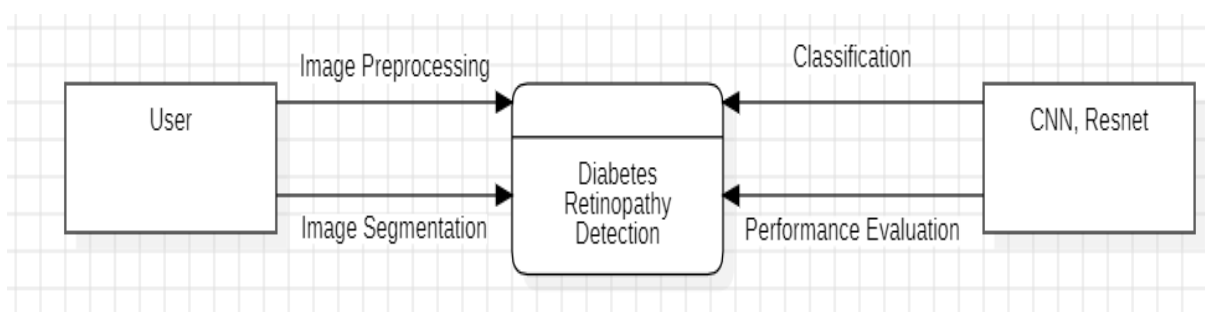 Image Preprocessing
Classification
User
CNN, Resnet
Diabetes
Retinopathy
Detection
Image Segmentation
Performance Evaluation